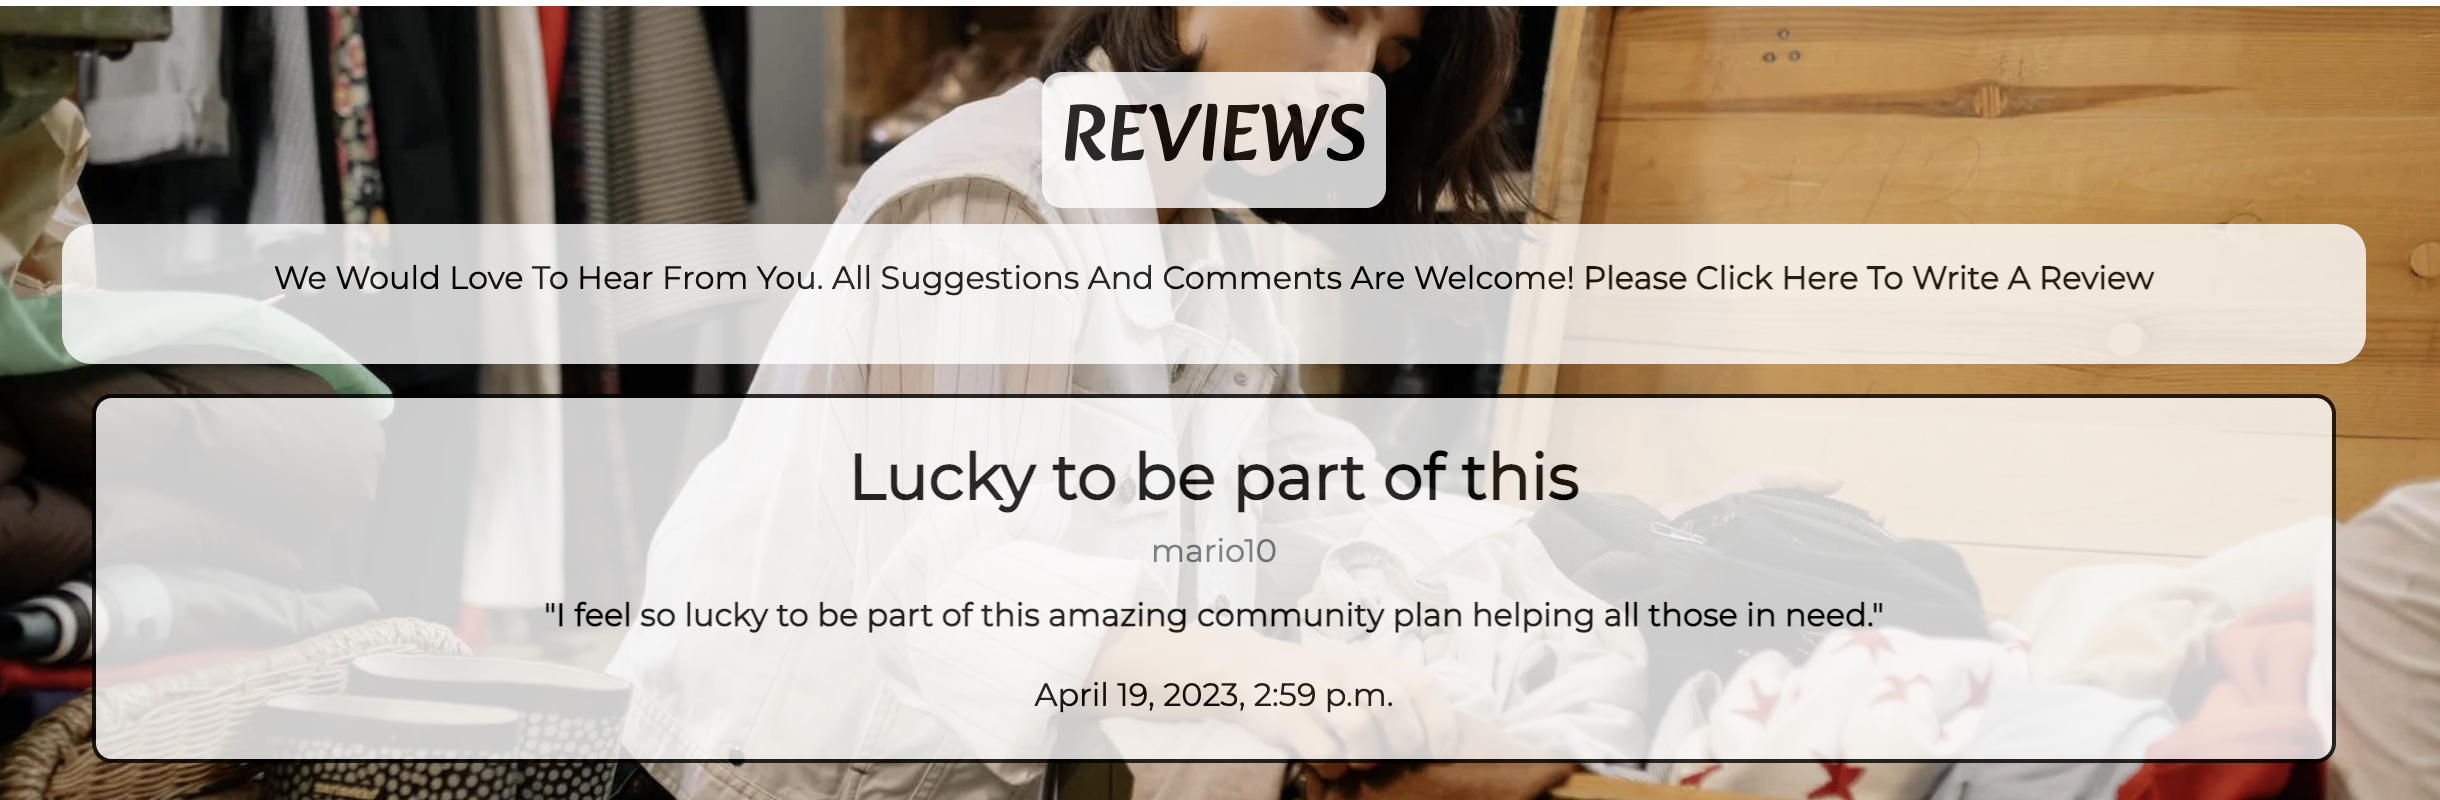 REVIEWS
We Would Love To Hear From You. All Suggestions And Comments Are Welcome! Please Click Here To Write A Review
Lucky to be part of this
mario10
"I feel so lucky to be part of this amazing community plan helping all those in need."
April 19, 2023, 2:59 p.m.